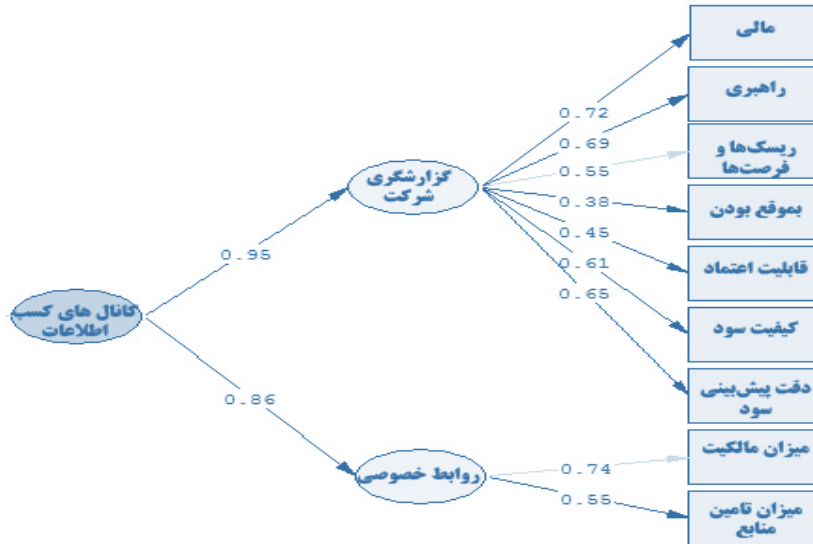 مالی
راهبری
ریسک‌ها و
فرصت‌ها
بموقع بودن
قابلیت اعتماد
کیفیت سود
دقت پیش‌بینی
سود
میزان مالکیت
میزان تامین
منابع
گزارشگری
شرکت
روابط خصوصی
کانال های کسب
اطلاعات
0.72
0.69
0.55
0.38
0.45
0.61
0.65
0.95
0.86
0.74
0.55